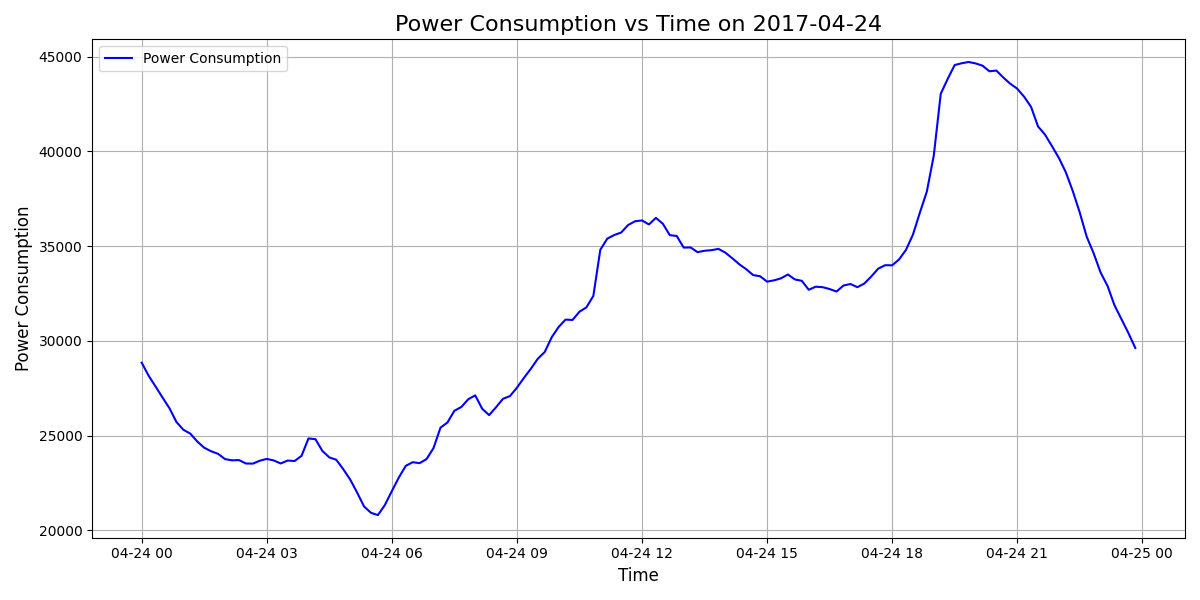 Power Consumption vs Time on 2017-04-24
Power Consumption
45000
40000
35000
30000
25000
20000
Power Consumption
04-24 00 04-24 03 04-24 06 04-24 09 04-24 12 04-24 15 04-24 18 04-24 21 04-25 00
Time